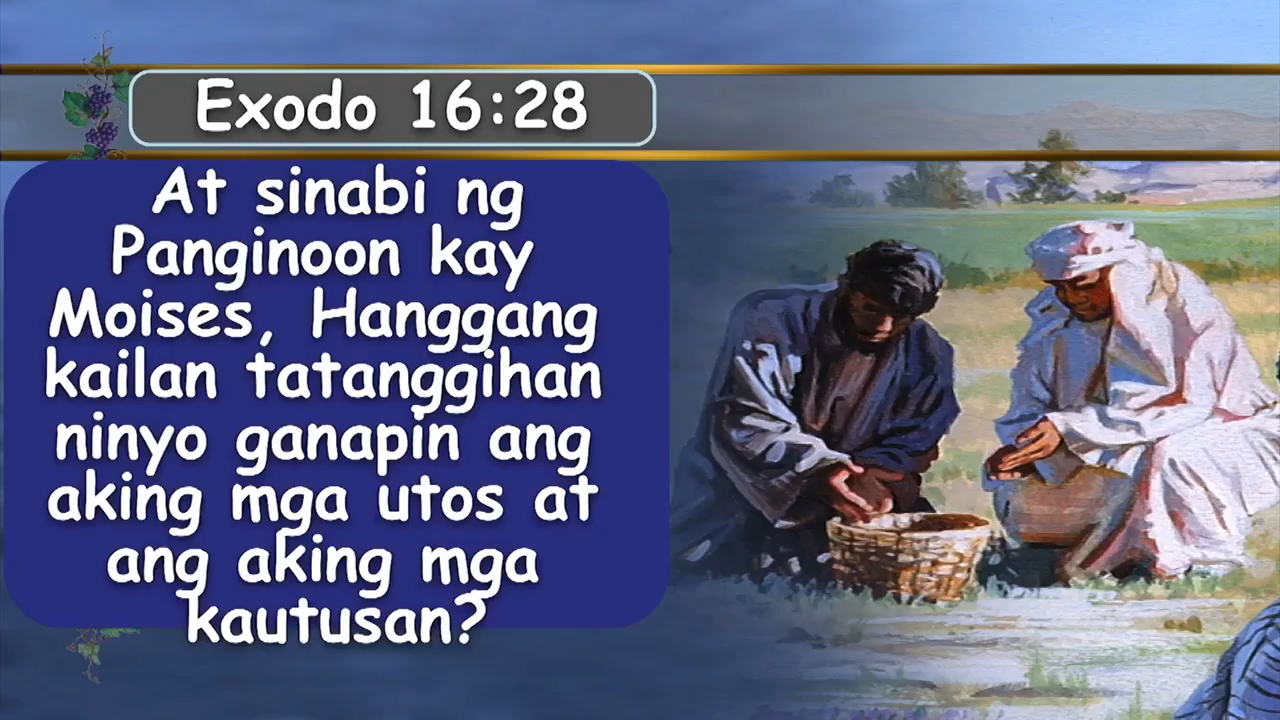 Exodo 16:28
At sinabi ng
Panginoon kay
Moises, Hanggang
kailan tatanggihan
ninyo ganapin ang
aking mga utos at
ang aking mga
kautusan?